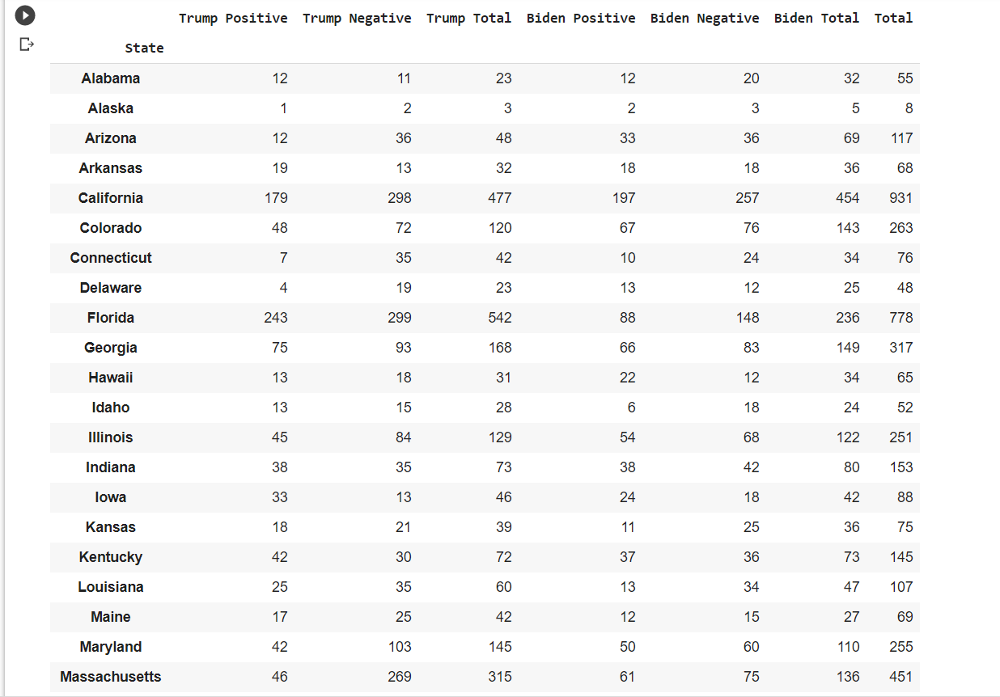 Trump Positive Trump Negative Trump Total Biden Positive Biden Negative Biden Total Total
State
Alabama 12 11 23 12 20 32 55
Alaska 1 2 3 2 3 5 8
Arizona 12 36 48 33 36 69 117
Arkansas 19 13 32 18 18 36 68
California 179 298 477 197 257 454 931
Colorado 48 72 120 67 76 143 263
Connecticut 7 35 42 10 24 34 76
Delaware 4 19 23 13 12 25 48
Florida 243 299 542 88 148 236 778
Georgia 75 93 168 66 83 149 317
Hawaii 13 18 31 22 12 34 65
Idaho 13 15 28 6 18 24 52
Illinois 45 84 129 54 68 122 251
Indiana 38 35 73 38 42 80 153
Iowa 33 13 46 24 18 42 88
Kansas 18 21 39 11 25 36 75
Kentucky 42 30 72 37 36 73 145
Louisiana 25 35 60 13 34 47 107
Maine 17 25 42 12 15 27 69
Maryland 42 103 145 50 60 110 255
Massachusetts 46 269 315 61 75 136 451